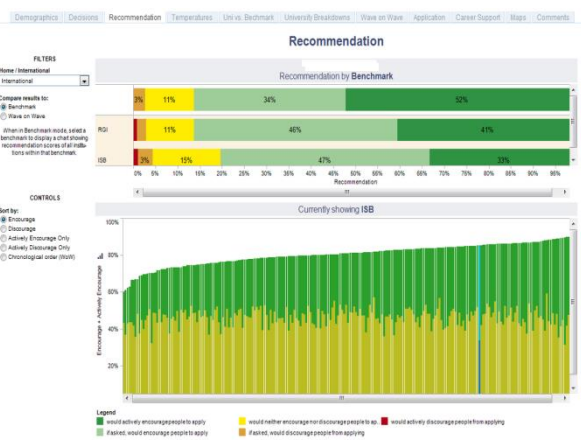 Demographics Decisions Recommendation Temperatures Uni vs. Bechmark University Breakdowns Wave on Wave Application Career Support Maps Comments
Recommendation
FILTERS
Home / International
International
Compare results to:
Benchmark
Wave on Wave
When in Benchmark mode, select a
benchmark to display a chart showing
recommendation scores of all institu-
tions within that benchmark.
CONTROLS
Sort by:
Encourage
Discourage
Actively Encourage Only
Actively Discourage Only
Chronological order (WoW)
Recommendation by Benchmark
3% 11% 34% 52%
RGI 11% 46% 41%
ISB 3% 15% 47% 33%
0% 5% 10% 15% 20% 25% 30% 35% 40% 45% 50% 55% 60% 65% 70% 75% 80% 85% 90% 95%
Recommendation
Currently showing ISB
Encourage + Actively Encourage
100%
80%
60%
40%
20%
Legend
would actively encourage people to apply would neither encourage nor discourage people to ap.. would actively discourage people from applying
if asked, would encourage people to apply if asked, would discourage people from applying